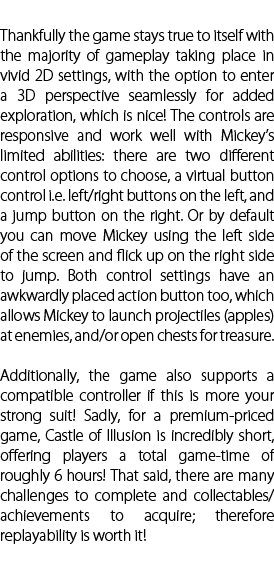 Thankfully the game stays true to itself with
the majority of gameplay taking place in
vivid 2D settings, with the option to enter
a 3D perspective seamlessly for added
exploration, which is nice! The controls are
responsive and work well with Mickey's
limited abilities: there are two different
control options to choose, a virtual button
control i.e. left/right buttons on the left, and
a jump button on the right. Or by default
you can move Mickey using the left side
of the screen and flick up on the right side
to jump. Both control settings have an
awkwardly placed action button too, which
allows Mickey to launch projectiles (apples)
at enemies, and/or open chests for treasure.

Additionally, the game also supports a
compatible controller if this is more your
strong suit! Sadly, for a premium-priced
game, Castle of Illusion is incredibly short,
offering players a total game-time of
roughly 6 hours! That said, there are many
challenges to complete and collectables/
achievements to acquire; therefore
replayability is worth it!